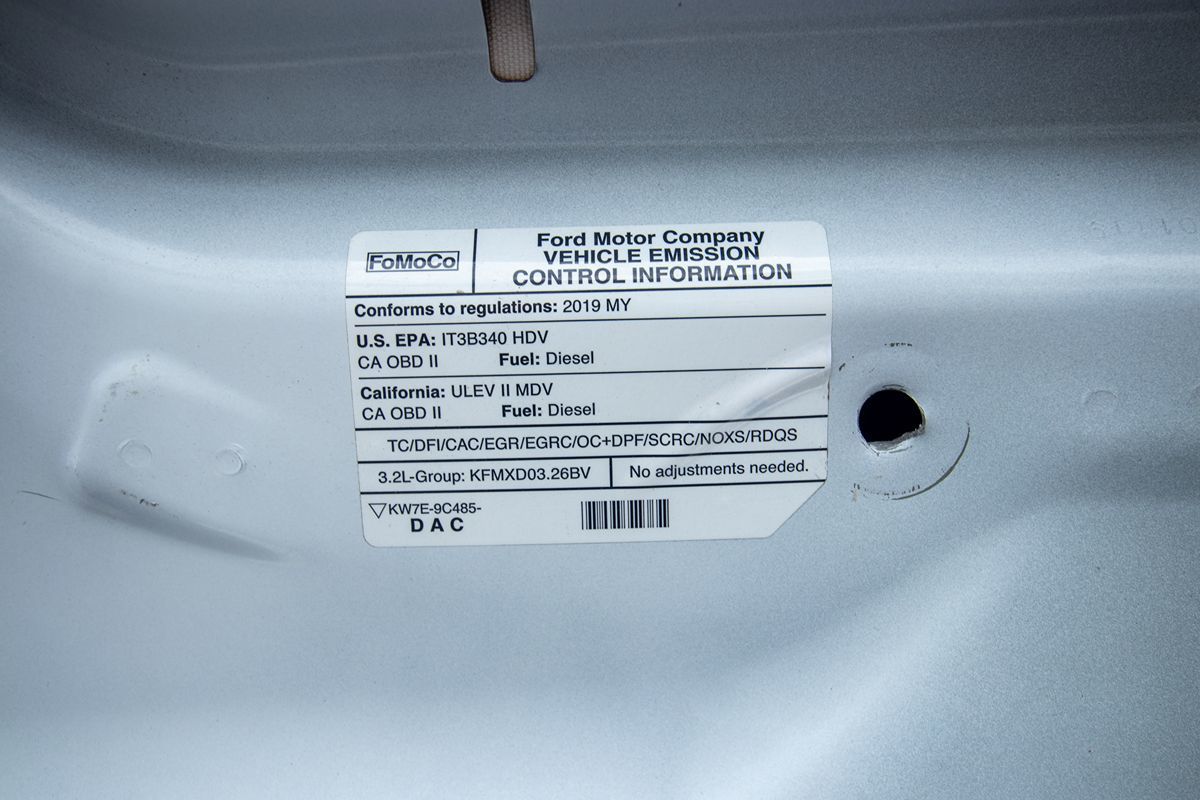 FoMoCo
Ford Motor Company
VEHICLE EMISSION
CONTROL INFORMATION
Conforms to regulations: 2019 MY
U.S. EPA: IT3B340 HDV
CA OBD II Fuel: Diesel
California: ULEV II MDV
CA OBD II Fuel: Diesel
TC/DFI/CAC/EGR/EGRC/OC+DPF/SCRC/NOXS/RDQS
3.2L-Group: KFMXD03.26BV No adjustments needed.
KW7E-9C485-
DAC